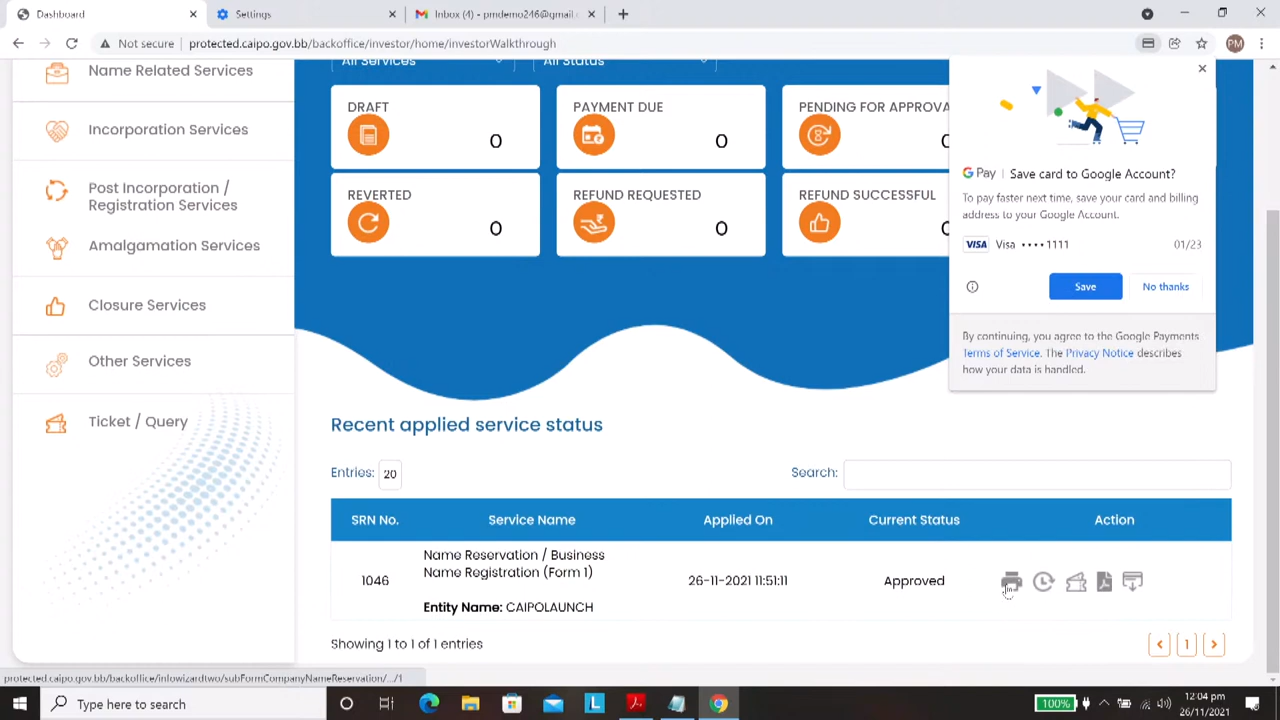 Dashboard
Settings
Inbox (4) - pmdemo246@gmail.c
Not secure
protected.caipo.gov.bb/backoffice/investor/home/investorWalkthrough
PM
Name Related Services
Incorporation Services
Post Incorporation /
Registration Services
Amalgamation Services
Closure Services
Other Services
Ticket / Query
All Services
All Status
DRAFT
0
PAYMENT DUE
0
PENDING FOR APPROVA
REVERTED
0
REFUND REQUESTED
0
REFUND SUCCESSFUL
G Pay
Save card to Google Account?
To pay faster next time, save your card and billing
address to your Google Account.
VISA Visa •••• 1111 01/23
Save
No thanks
By continuing, you agree to the Google Payments
Terms of Service. The Privacy Notice describes
how your data is handled.
Recent applied service status
Entries: 20
Search:
SRN No. Service Name Applied On Current Status Action
Name Reservation / Business
Name Registration (Form 1)
1046 26-11-2021 11:51:11 Approved
Entity Name: CAIPOLAUNCH
Showing 1 to 1 of 1 entries
< 1 >
protected.caipo.gov.bb/backoffice/infowizardtwo/subFormCompanyNameReservation/.../1
Type here to search
L
100%
12:04 pm
26/11/2021